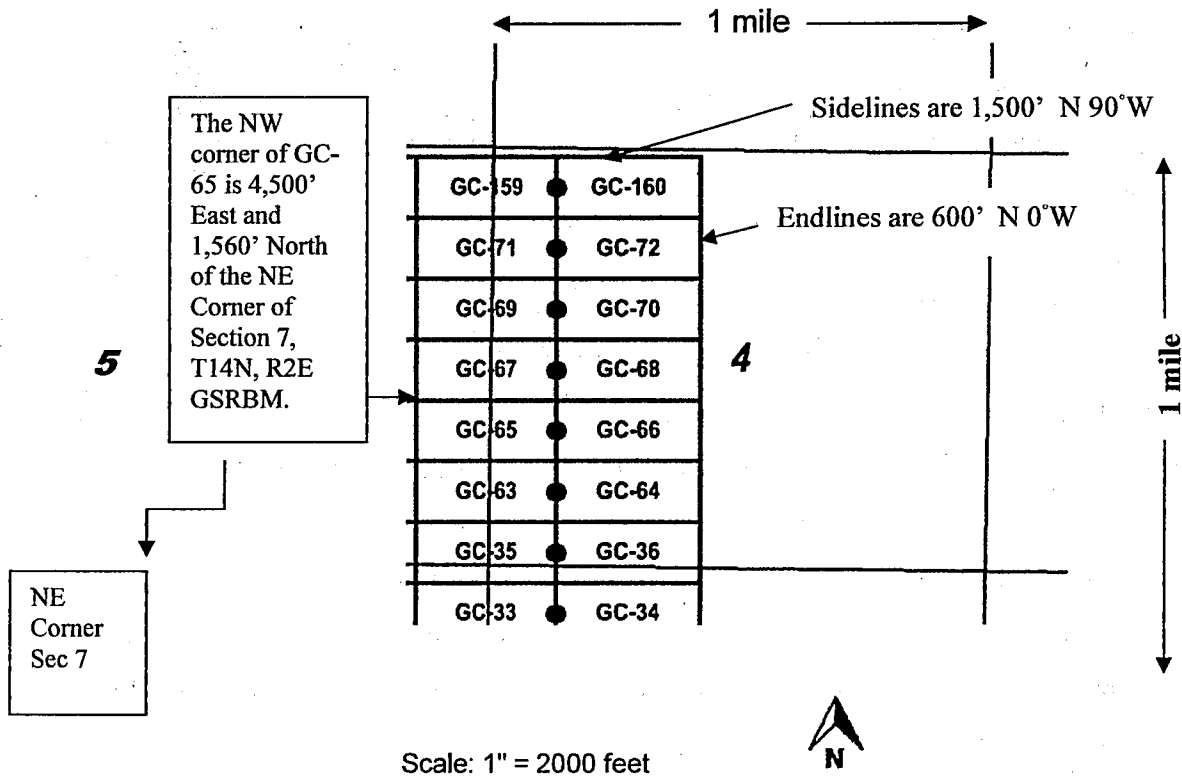 1 mile
Sidelines are 1,500' N 90°W
The NW
corner of GC-
65 is 4,500'
East and
1,560' North
of the NE
Corner of
Section 7,
T14N, R2E
GSRBM.
GC-159 GC-160
Endlines are 600' N 0°W
GC-71 GC-72
GC-69 GC-70
5
GC-67 GC-68
4
1 mile
GC-65 GC-66
GC-63 GC-64
GC-35 GC-36
GC-33 GC-34
NE
Corner
Sec 7
N
Scale: 1" = 2000 feet